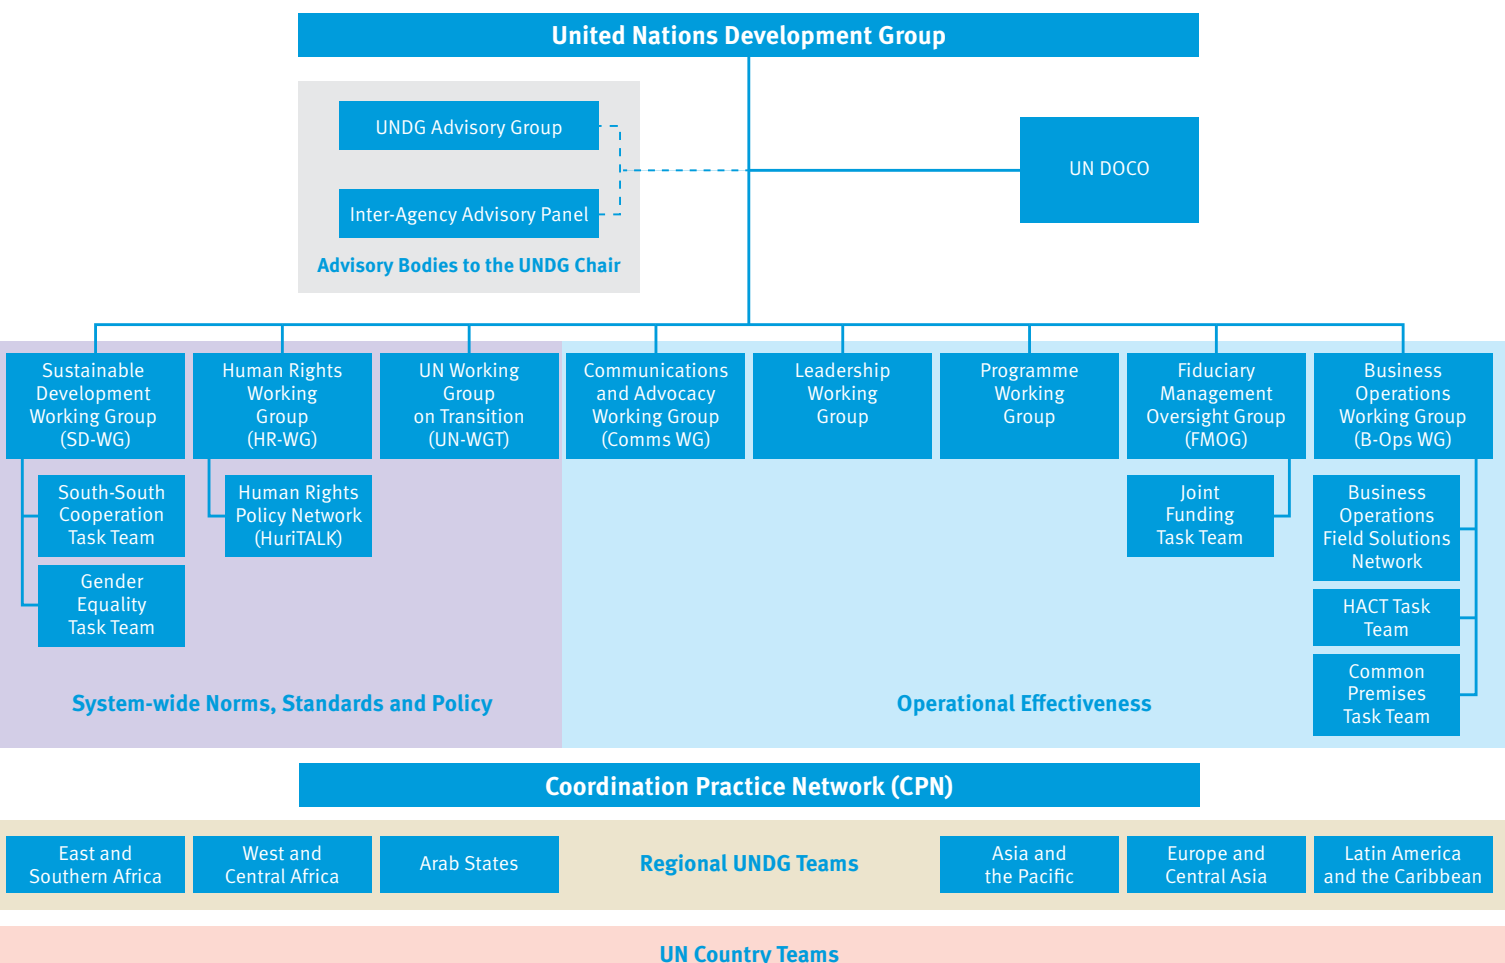 United Nations Development Group
UNDG Advisory Group
UN DOCO
Inter-Agency Advisory Panel
Advisory Bodies to the UNDG Chair
Sustainable
Development
Working Group
(SD-WG)
Human Rights
Working
Group
(HR-WG)
UN Working
Group
on Transition
(UN-WGT)
Communications
and Advocacy
Working Group
(Comms WG)
Leadership
Working
Group
Programme
Working
Group
Fiduciary
Management
Oversight Group
(FMOG)
Business
Operations
Working Group
(B-Ops WG)
South-South
Cooperation
Task Team
Gender
Equality
Task Team
Human Rights
Policy Network
(HuriTALK)
Joint
Funding
Task Team
Business
Operations
Field Solutions
Network
HACT Task
Team
Common
Premises
Task Team
System-wide Norms, Standards and Policy
Operational Effectiveness
Coordination Practice Network (CPN)
East and
Southern Africa
West and
Central Africa
Arab States
Regional UNDG Teams
Asia and
the Pacific
Europe and
Central Asia
Latin America
and the Caribbean
UN Country Teams